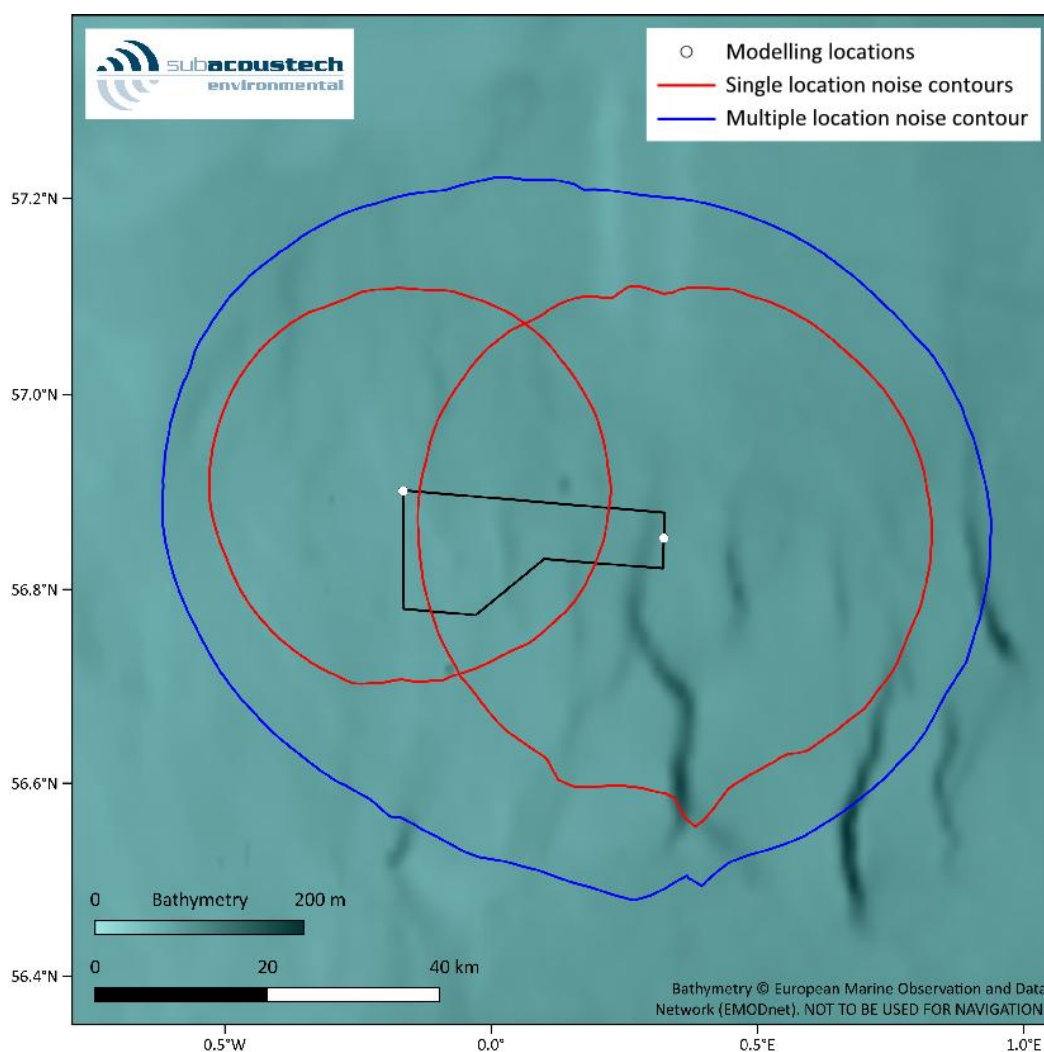 subacoustech
environmental
Modelling locations
Single location noise contours
Multiple location noise contour
57.2°N
57.0°N
56.8°N
56.6°N
56.4°N
0 Bathymetry 200 m
0 20 40 km
Bathymetry © European Marine Observation and Data
Network (EMODnet). NOT TO BE USED FOR NAVIGATION
0.5°W 0.0° 0.5°E 1.0°E